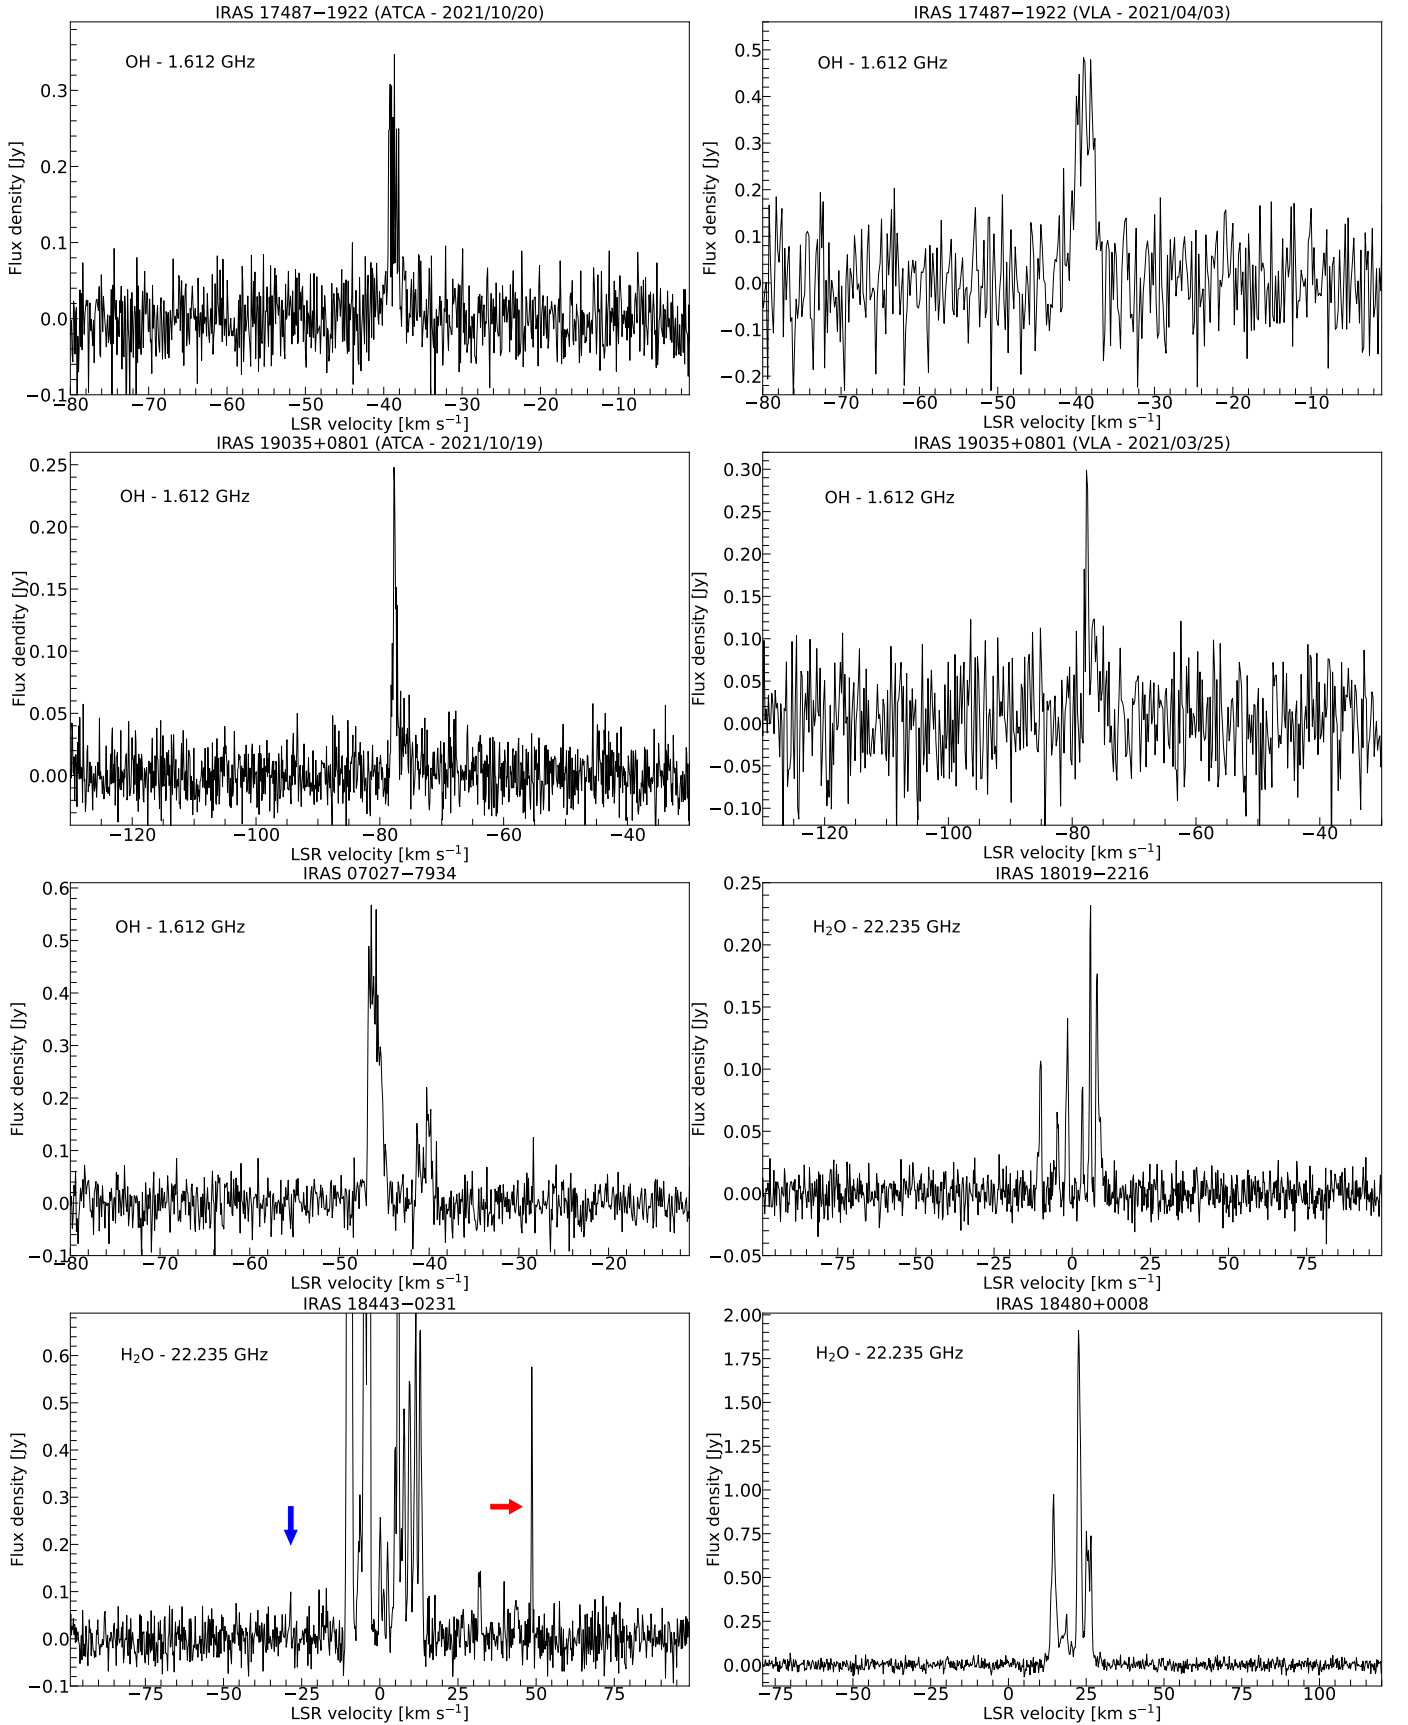 IRAS 17487−1922 (ATCA - 2021/10/20)
OH - 1.612 GHz
Flux density [Jy]
0.3
0.2
0.1
0.0
−0.1
−80 −70 −60 −50 −40 −30 −20 −10
LSR velocity [km s⁻¹]
IRAS 17487−1922 (VLA - 2021/04/03)
OH - 1.612 GHz
Flux density [Jy]
0.5
0.4
0.3
0.2
0.1
0.0
−0.1
−0.2
−80 −70 −60 −50 −40 −30 −20 −10
LSR velocity [km s⁻¹]
IRAS 19035+0801 (ATCA - 2021/10/19)
OH - 1.612 GHz
Flux dendity [Jy]
0.25
0.20
0.15
0.10
0.05
0.00
−120 −100 −80 −60 −40
LSR velocity [km s⁻¹]
IRAS 19035+0801 (VLA - 2021/03/25)
OH - 1.612 GHz
Flux density [Jy]
0.30
0.25
0.20
0.15
0.10
0.05
0.00
−0.05
−0.10
−120 −100 −80 −60 −40
LSR velocity [km s⁻¹]
IRAS 07027−7934
OH - 1.612 GHz
Flux density [Jy]
0.6
0.5
0.4
0.3
0.2
0.1
0.0
−0.1
−80 −70 −60 −50 −40 −30 −20
LSR velocity [km s⁻¹]
IRAS 18019−2216
H₂O - 22.235 GHz
Flux density [Jy]
0.25
0.20
0.15
0.10
0.05
0.00
−0.05
−75 −50 −25 0 25 50 75
LSR velocity [km s⁻¹]
IRAS 18443−0231
H₂O - 22.235 GHz
Flux density [Jy]
0.6
0.5
0.4
0.3
0.2
0.1
0.0
−0.1
−75 −50 −25 0 25 50 75
LSR velocity [km s⁻¹]
IRAS 18480+0008
H₂O - 22.235 GHz
Flux density [Jy]
2.00
1.75
1.50
1.25
1.00
0.75
0.50
0.25
0.00
−75 −50 −25 0 25 50 75 100
LSR velocity [km s⁻¹]